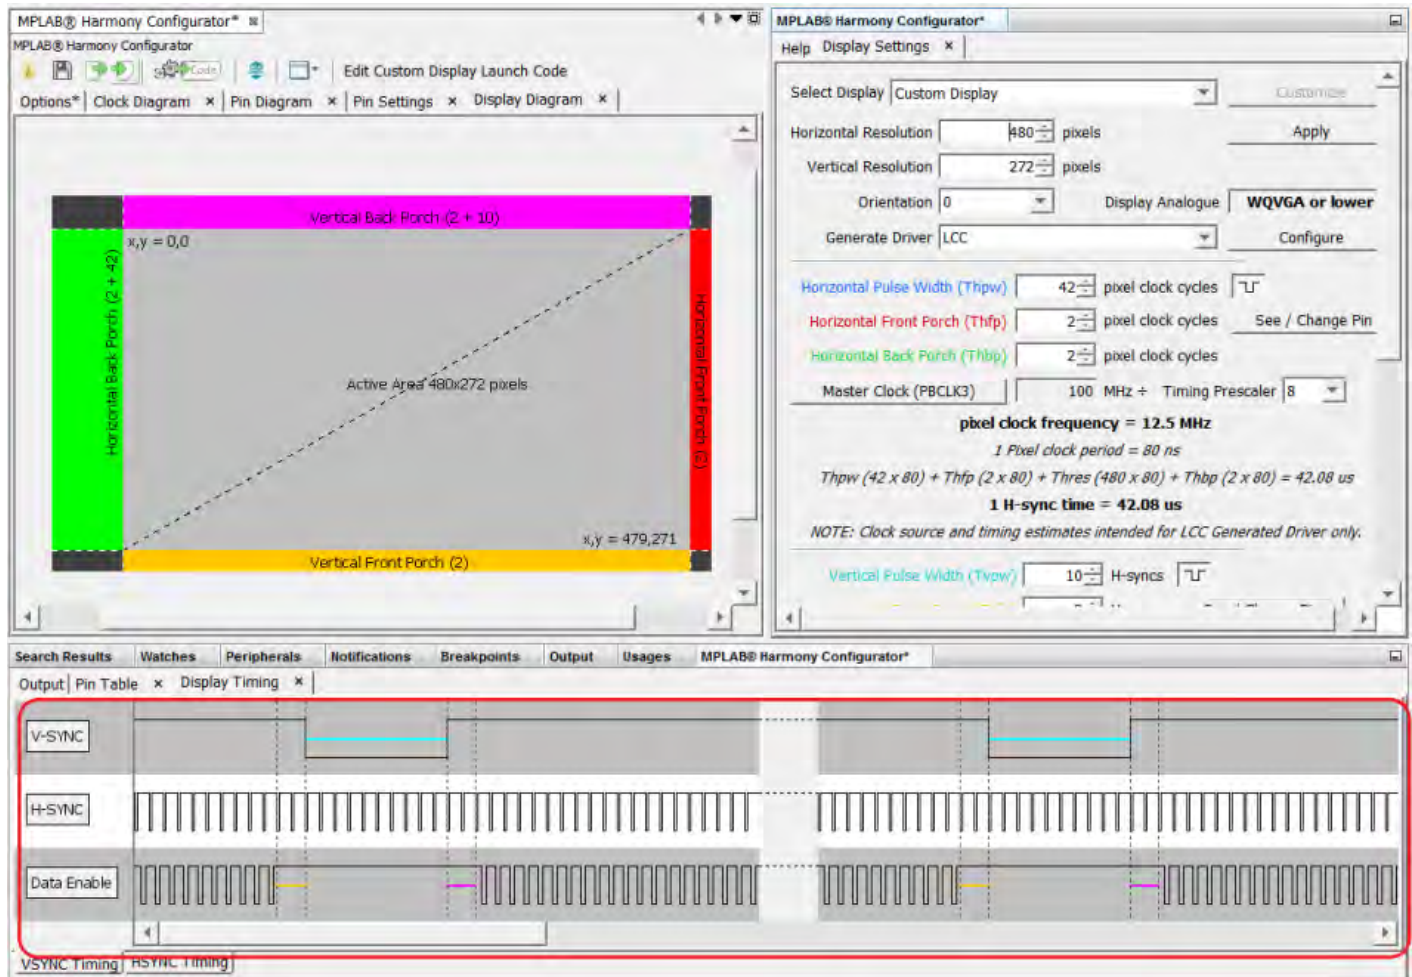 MPLAB® Harmony Configurator*
MPLAB® Harmony Configurator
Code
Edit Custom Display Launch Code
Options*
Clock Diagram ×
Pin Diagram ×
Pin Settings ×
Display Diagram ×
Vertical Back Porch (2 + 10)
x,y = 0,0
Horizontal Back Porch (2 + 42)
Active Area 480x272 pixels
Horizontal Front Porch (2)
x,y = 479,271
Vertical Front Porch (2)
MPLAB® Harmony Configurator*
Help Display Settings ×
Select Display Custom Display Customize
Horizontal Resolution 480 pixels Apply
Vertical Resolution 272 pixels
Orientation 0 Display Analogue WQVGA or lower
Generate Driver LCC Configure
Horizontal Pulse Width (Thpw) 42 pixel clock cycles
Horizontal Front Porch (Thfp) 2 pixel clock cycles See / Change Pin
Horizontal Back Porch (Thbp) 2 pixel clock cycles
Master Clock (PBCLK3) 100 MHz ÷ Timing Prescaler 8
pixel clock frequency = 12.5 MHz
1 Pixel clock period = 80 ns
Thpw (42 x 80) + Thfp (2 x 80) + Thres (480 x 80) + Thbp (2 x 80) = 42.08 us
1 H-sync time = 42.08 us
NOTE: Clock source and timing estimates intended for LCC Generated Driver only.
Vertical Pulse Width (Tvpw) 10 H-syncs
Search Results Watches Peripherals Notifications Breakpoints Output Usages MPLAB® Harmony Configurator*
Output Pin Table × Display Timing ×
V-SYNC
H-SYNC
Data Enable
VSYNC Timing HSYNC Timing